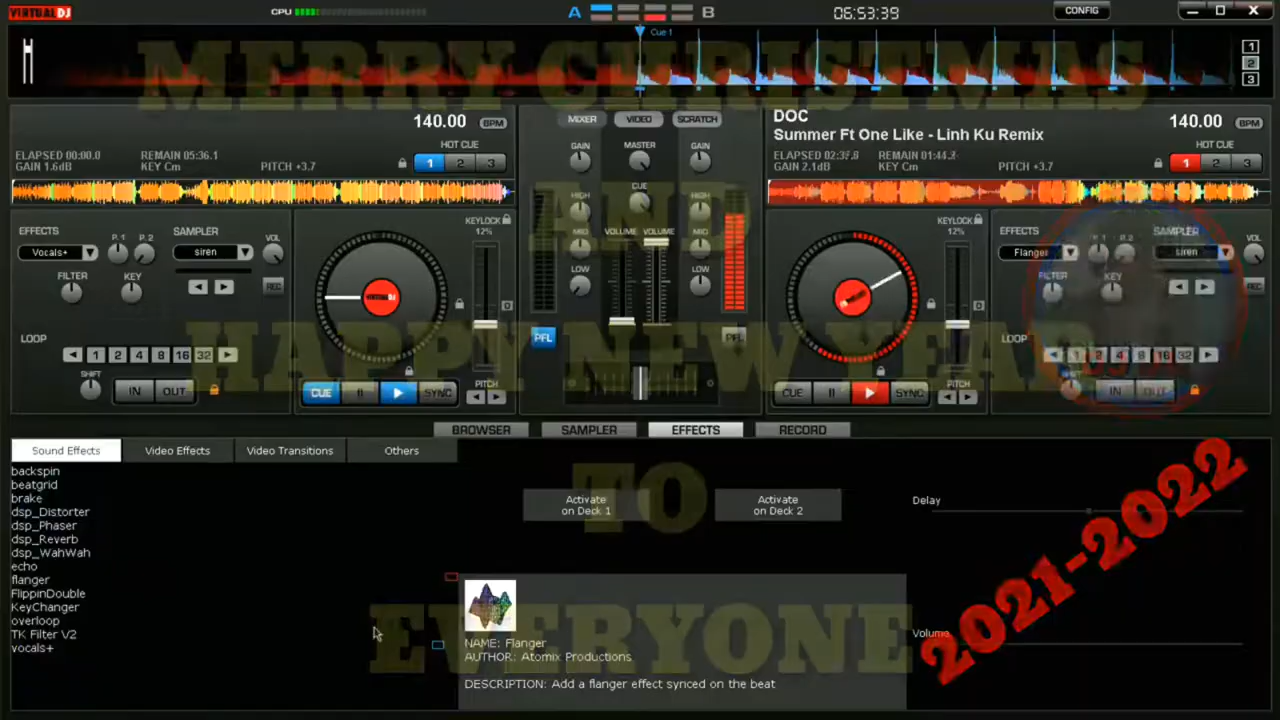 VIRTUALDJ
CPU
A
B
06:53:39
CONFIG
MERRY CHRISTMAS
Cue 1
1
2
3
140.00 BPM
HOT CUE
ELAPSED 00:00.0 REMAIN 05:36.1
GAIN 1.6dB KEY Cm PITCH +3.7
1 2 3
MIXER VIDEO SCRATCH
DOC
Summer Ft One Like - Linh Ku Remix
140.00 BPM
HOT CUE
REMAIN 01:44.
GAIN 2.1dB KEY Cm PITCH +3.7
1 2 3
GAIN MASTER GAIN
CUE
HIGH HIGH
AND
VOLUME VOLUME
MID MID
LOW LOW
PFL PFL
EFFECTS
Vocals+
P. 1 P. 2
SAMPLER
siren
VOL
FILTER KEY
REC
LOOP
1 2 4 8 16 32
SHIFT
IN OUT
KEYLOCK
12%
VIRTUALDJ
CUE II SYNC
PITCH
KEYLOCK
12%
CUE II SYNC
PITCH
EFFECTS
Flanger
P. 1 P. 2
SAMPLER
siren
VOL
FILTER KEY
REC
LOOP
1 2 4 8 16 32
IN OUT
HAPPY NEW YEAR
BROWSER SAMPLER EFFECTS RECORD
Sound Effects Video Effects Video Transitions Others
backspin
beatgrid
brake
dsp_Distorter
dsp_Phaser
dsp_Reverb
dsp_WahWah
echo
flanger
FlippinDouble
KeyChanger
overloop
TK Filter V2
vocals+
Activate
on Deck 1
Activate
on Deck 2
TO
Delay
Volume
2021-2022
EVERYONE
NAME: Flanger
AUTHOR: Atomix Productions
DESCRIPTION: Add a flanger effect synced on the beat